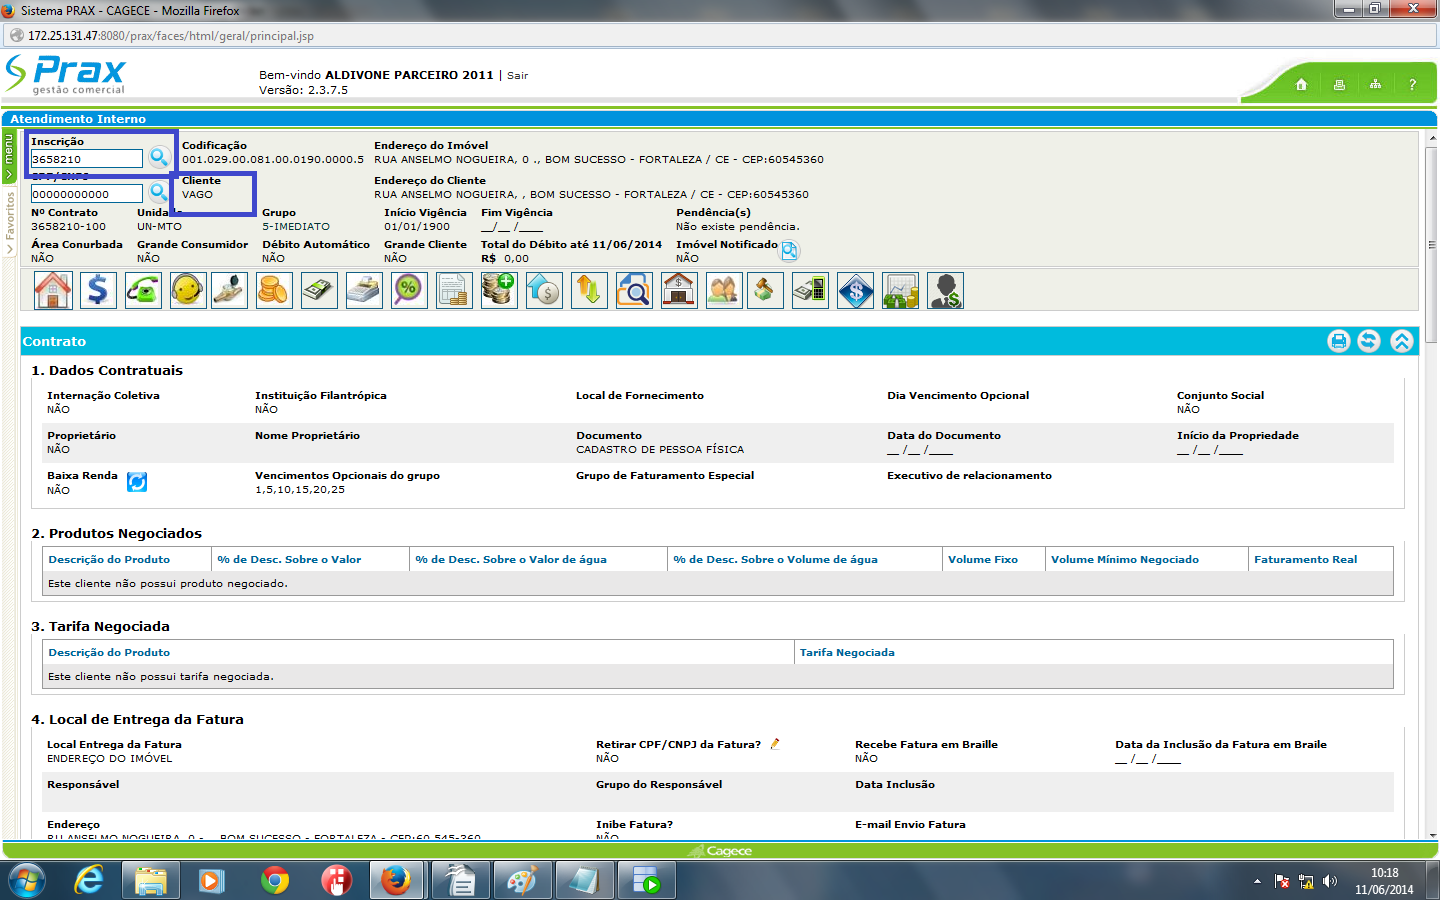 Sistema PRAX - CAGECE - Mozilla Firefox
172.25.131.47:8080/prax/faces/html/geral/principal.jsp
Prax
gestão comercial
Bem-vindo ALDIVONE PARCEIRO 2011 | Sair
Versão: 2.3.7.5
?
Atendimento Interno
menu
Favoritos
Inscrição Codificação Endereço do Imóvel
3658210 001.029.00.081.00.0190.0000.5 RUA ANSELMO NOGUEIRA, 0 ., BOM SUCESSO - FORTALEZA / CE - CEP:60545360
CPF/CNPJ Cliente Endereço do Cliente
00000000000 VAGO RUA ANSELMO NOGUEIRA, , BOM SUCESSO - FORTALEZA / CE - CEP:60545360
Nº Contrato Unidade Grupo Início Vigência Fim Vigência Pendência(s)
3658210-100 UN-MTO 5-IMEDIATO 01/01/1900 __/__ /____ Não existe pendência.
Área Conurbada Grande Consumidor Débito Automático Grande Cliente Total do Débito até 11/06/2014 Imóvel Notificado
NÃO NÃO NÃO NÃO R$ 0,00 NÃO
Contrato
1. Dados Contratuais
Internação Coletiva Instituição Filantrópica Local de Fornecimento Dia Vencimento Opcional Conjunto Social
NÃO NÃO NÃO
Proprietário Nome Proprietário Documento Data do Documento Início da Propriedade
NÃO CADASTRO DE PESSOA FÍSICA __ /__ /____ __ /__ /____
Baixa Renda Vencimentos Opcionais do grupo Grupo de Faturamento Especial Executivo de relacionamento
NÃO 1,5,10,15,20,25
2. Produtos Negociados
Descrição do Produto % de Desc. Sobre o Valor % de Desc. Sobre o Valor de água % de Desc. Sobre o Volume de água Volume Fixo Volume Mínimo Negociado Faturamento Real
Este cliente não possui produto negociado.
3. Tarifa Negociada
Descrição do Produto Tarifa Negociada
Este cliente não possui tarifa negociada.
4. Local de Entrega da Fatura
Local Entrega da Fatura Retirar CPF/CNPJ da Fatura? Recebe Fatura em Braille Data da Inclusão da Fatura em Braile
ENDEREÇO DO IMÓVEL NÃO NÃO __ /__ /____
Responsável Grupo do Responsável Data Inclusão
Endereço Inibe Fatura? E-mail Envio Fatura
RU ANSELMO NOGUEIRA, 0 - , BOM SUCESSO - FORTALEZA - CEP:60.545-360 NÃO
Cagece
10:18
11/06/2014